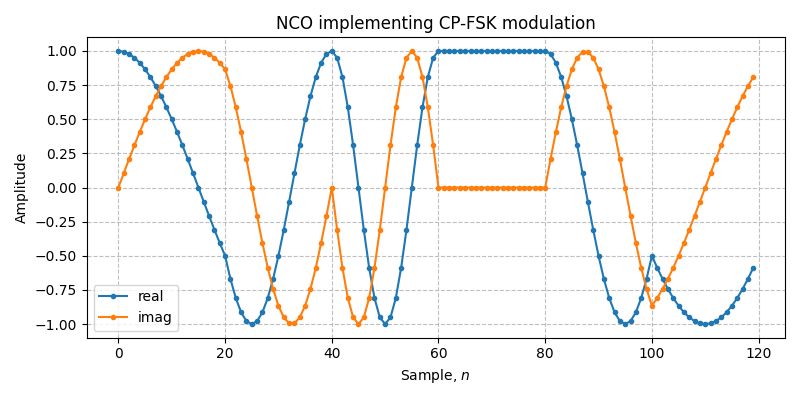 NCO implementing CP-FSK modulation
Amplitude
1.00
0.75
0.50
0.25
0.00
−0.25
−0.50
−0.75
−1.00
real
imag
0 20 40 60 80 100 120
Sample, n